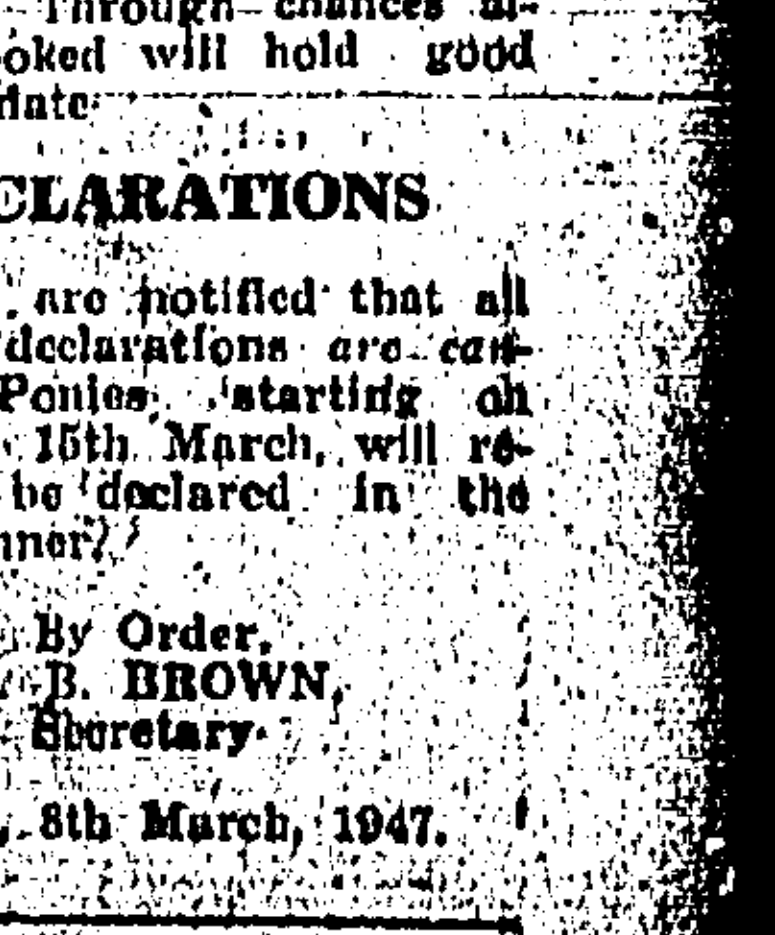 Through chances al-
oked will hold good
date.
CLARATIONS
are notified that all
declarations are can-
Ponies, starting on
15th March, will re-
be declared in the
nner.
By Order,
B. BROWN,
Secretary
8th March, 1947.